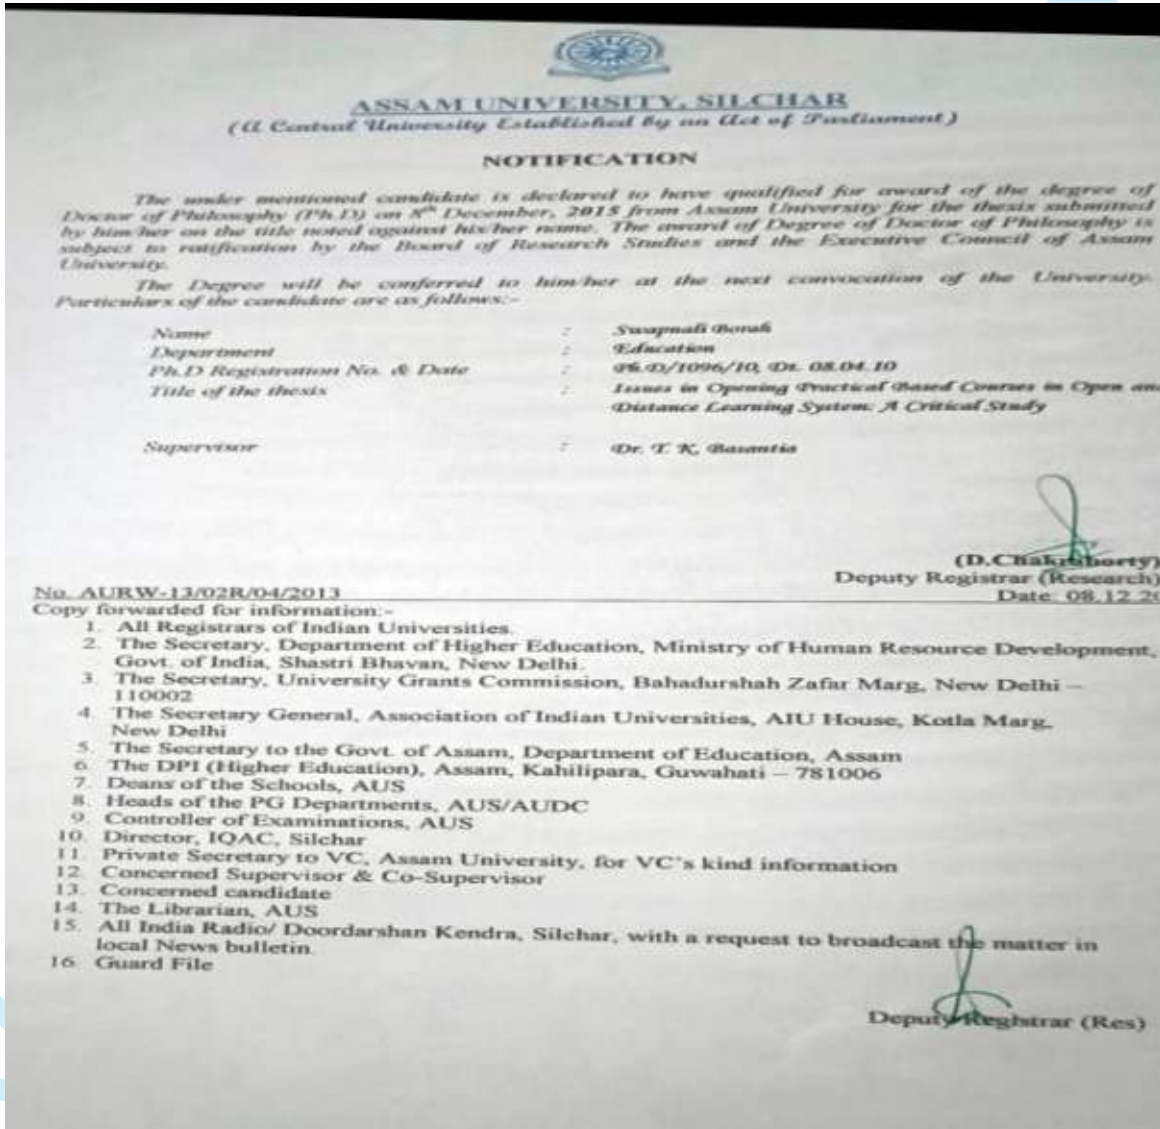 ASSAM UNIVERSITY, SILCHAR
(A Central University Established by an Act of Parliament)
NOTIFICATION
The under mentioned candidate is declared to have qualified for award of the degree of
Doctor of Philosophy (Ph.D) on 8th December, 2015 from Assam University for the thesis submitted
by him/her on the title noted against his/her name. The award of Degree of Doctor of Philosophy is
subject to ratification by the Board of Research Studies and the Executive Council of Assam
University.
The Degree will be conferred to him/her at the next convocation of the University.
Particulars of the candidate are as follows:-
Name : Swapnali Borah
Department : Education
Ph.D Registration No. & Date : Ph.D/1096/10, Dt. 08.04.10
Title of the thesis : Issues in Opening Practical Based Courses in Open an
Distance Learning System: A Critical Study
Supervisor : Dr. T. K. Basantia
(D.Chakraborty)
Deputy Registrar (Research)
No. AURW-13/02R/04/2013 Date: 08.12.20
Copy forwarded for information:-
1. All Registrars of Indian Universities.
2. The Secretary, Department of Higher Education, Ministry of Human Resource Development,
Govt. of India, Shastri Bhavan, New Delhi.
3. The Secretary, University Grants Commission, Bahadurshah Zafar Marg, New Delhi –
110002
4 The Secretary General, Association of Indian Universities, AIU House, Kotla Marg,
New Delhi
5. The Secretary to the Govt. of Assam, Department of Education, Assam
6. The DPI (Higher Education), Assam, Kahilipara, Guwahati – 781006
7. Deans of the Schools, AUS
8. Heads of the PG Departments, AUS/AUDC
9. Controller of Examinations, AUS
10. Director, IQAC, Silchar
11. Private Secretary to VC, Assam University, for VC's kind information
12. Concerned Supervisor & Co-Supervisor
13. Concerned candidate
14. The Librarian, AUS
15. All India Radio/ Doordarshan Kendra, Silchar, with a request to broadcast the matter in
local News bulletin.
16. Guard File
Deputy Registrar (Res)